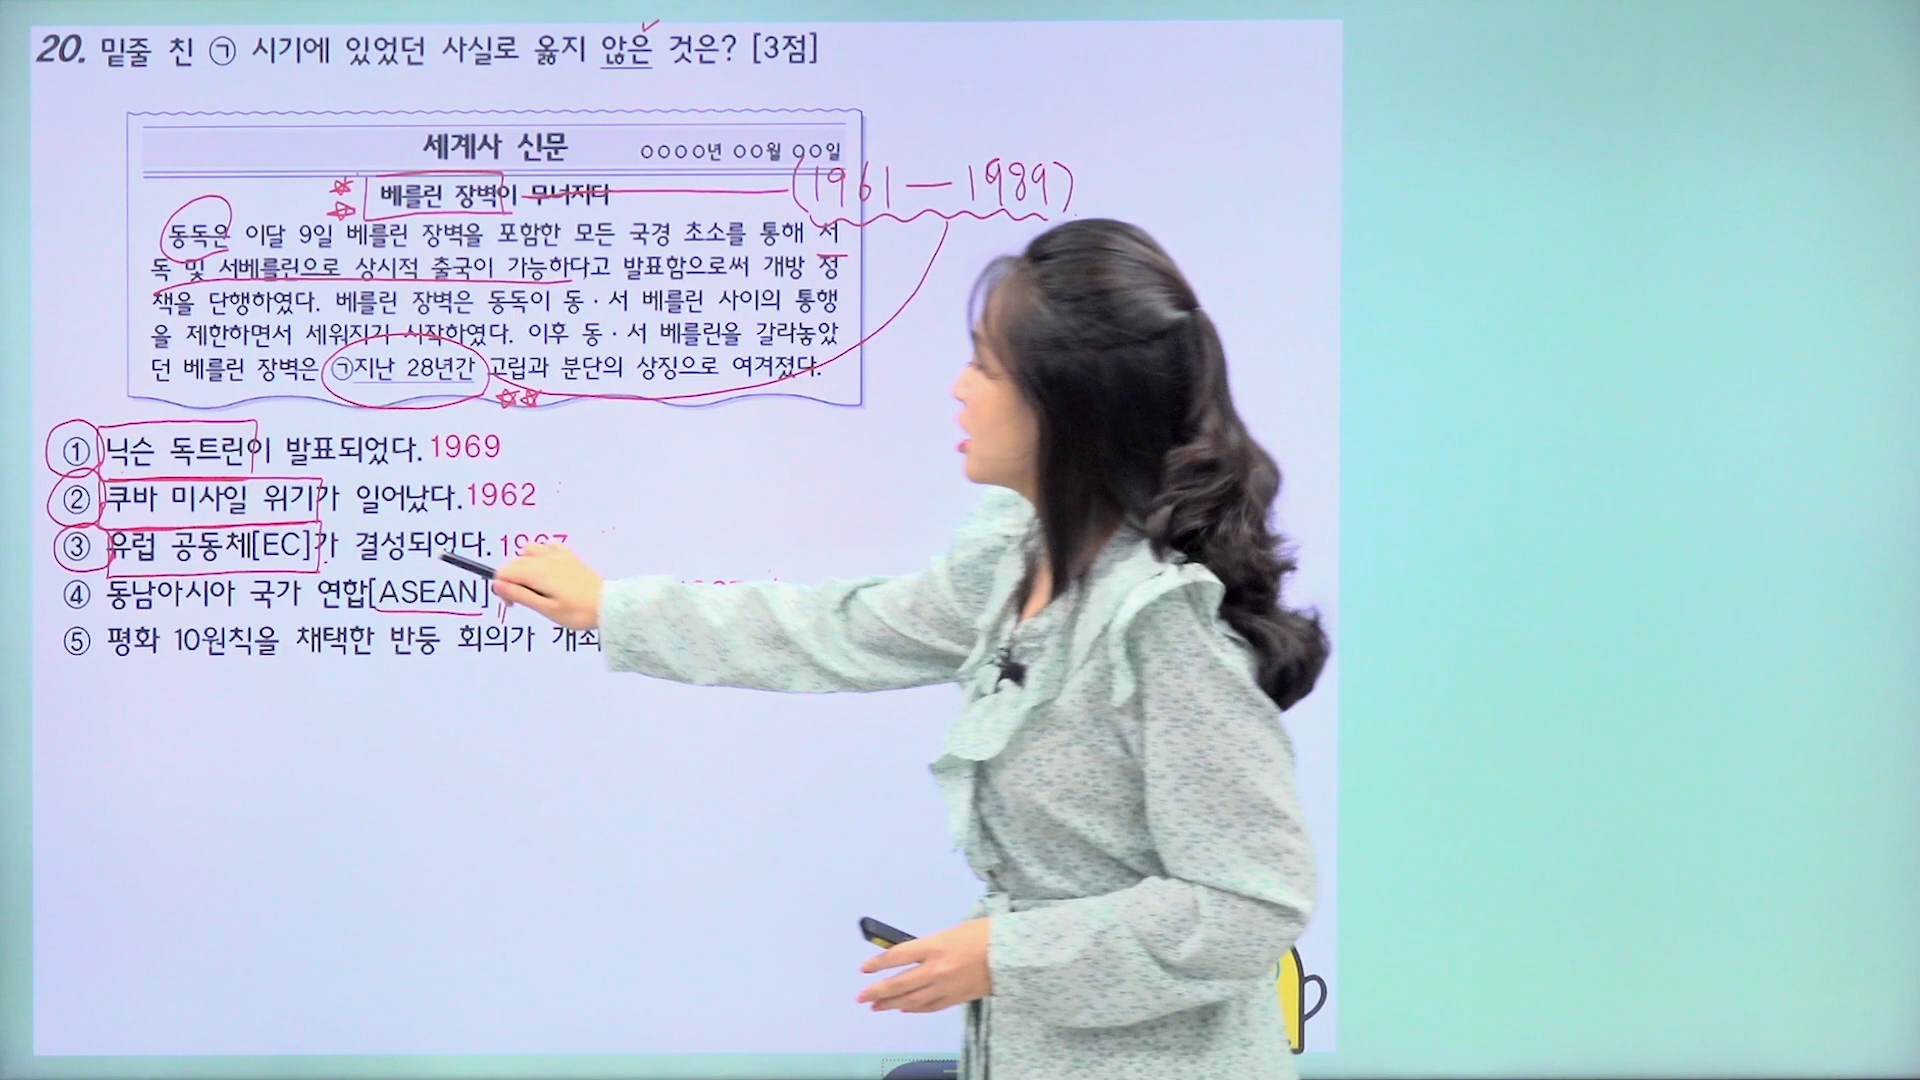 20. 밑줄 친 ㉠ 시기에 있었던 사실로 옳지 않은 것은? [3점]
세계사 신문
○○○○년 ○○월 ○○일
베를린 장벽이 무너지다
(1961 — 1989)
동독은 이달 9일 베를린 장벽을 포함한 모든 국경 초소를 통해 서
독 및 서베를린으로 상시적 출국이 가능하다고 발표함으로써 개방 정
책을 단행하였다. 베를린 장벽은 동독이 동·서 베를린 사이의 통행
을 제한하면서 세워지기 시작하였다. 이후 동·서 베를린을 갈라놓았
던 베를린 장벽은 ㉠지난 28년간 고립과 분단의 상징으로 여겨졌다.
① 닉슨 독트린이 발표되었다. 1969
② 쿠바 미사일 위기가 일어났다. 1962
③ 유럽 공동체[EC]가 결성되었다. 1967
④ 동남아시아 국가 연합[ASEAN]
⑤ 평화 10원칙을 채택한 반둥 회의가